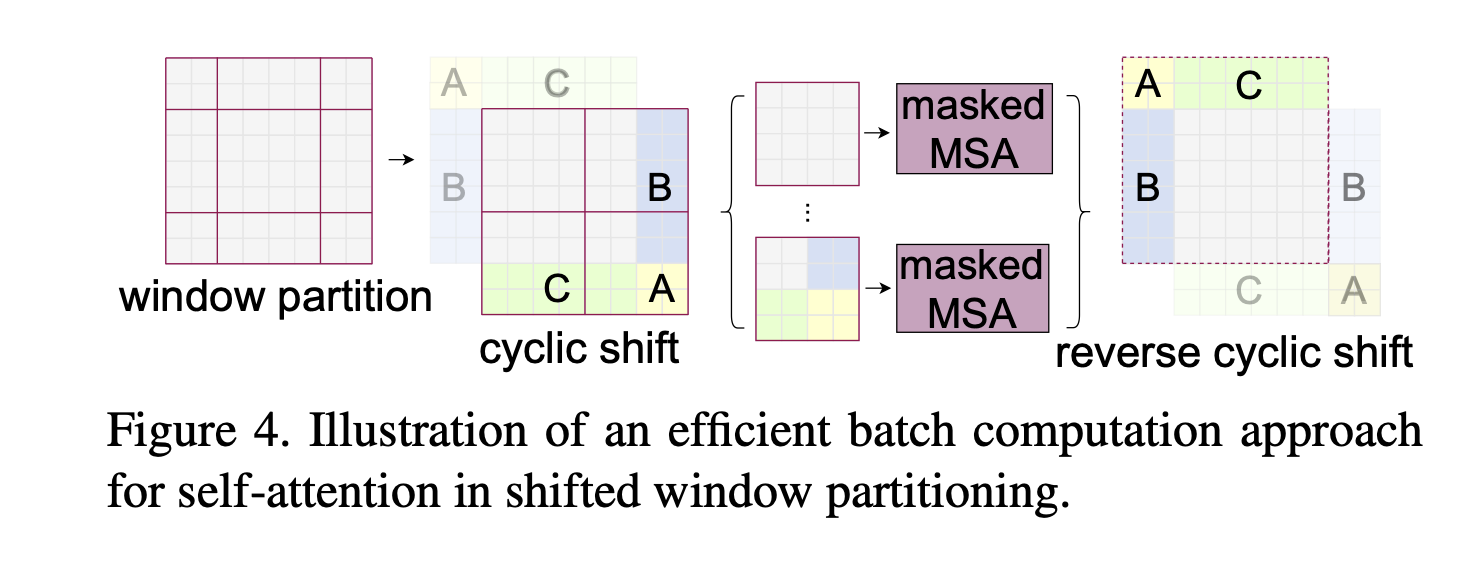 A C
B
B
C A
window partition
cyclic shift
masked
MSA
⋮
masked
MSA
A C
B
B
C A
reverse cyclic shift
Figure 4. Illustration of an efficient batch computation approach
for self-attention in shifted window partitioning.